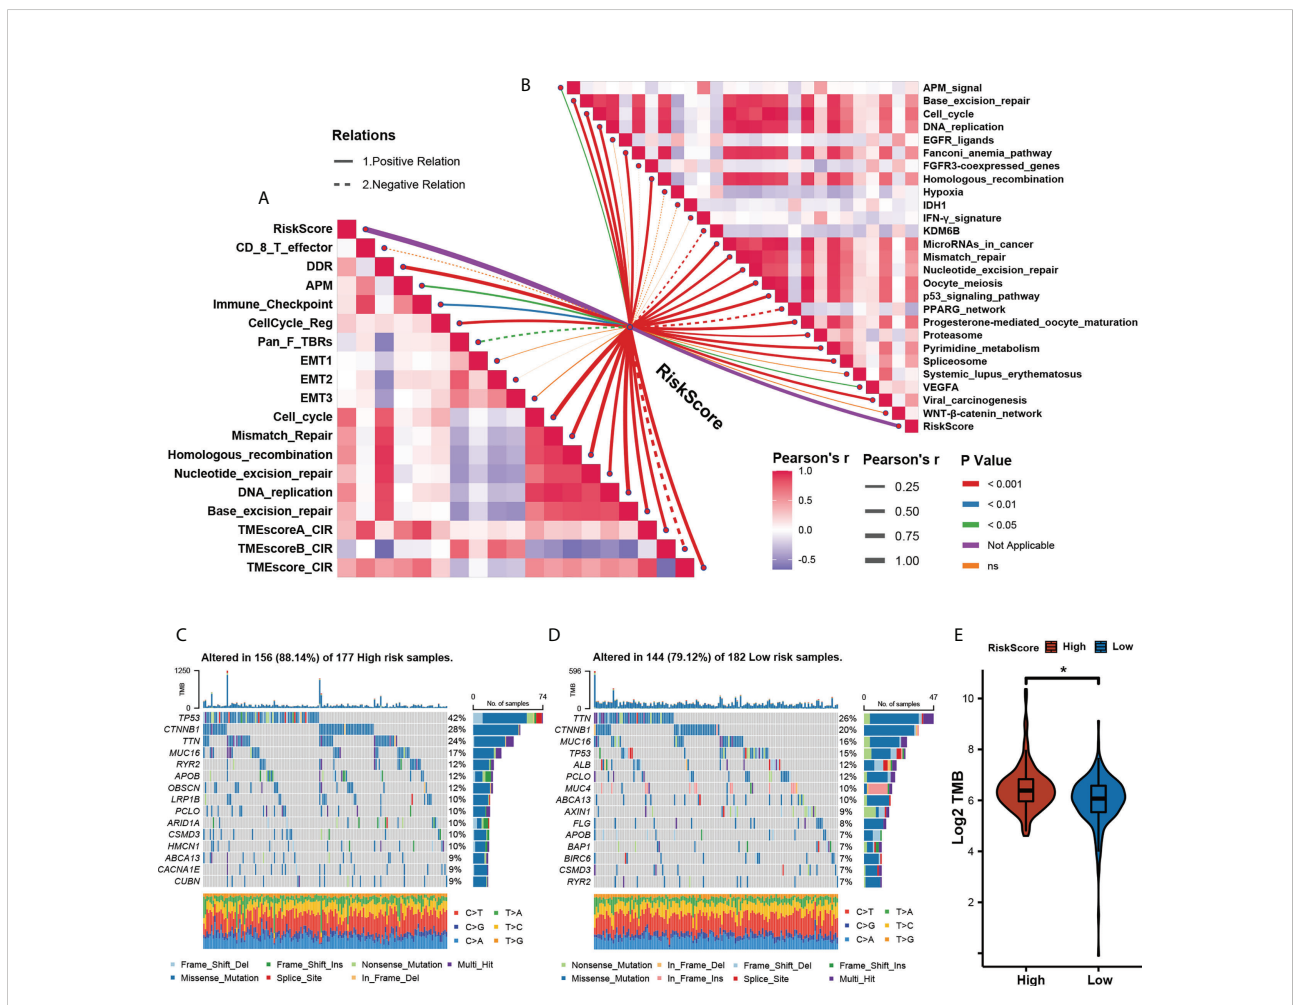 B
APM_signal
Base_excision_repair
Cell_cycle
DNA_replication
EGFR_ligands
Fanconi_anemia_pathway
FGFR3-coexpressed_genes
Homologous_recombination
Hypoxia
IDH1
IFN-γ_signature
KDM6B
MicroRNAs_in_cancer
Mismatch_repair
Nucleotide_excision_repair
Oocyte_meiosis
p53_signaling_pathway
PPARG_network
Progesterone-mediated_oocyte_maturation
Proteasome
Pyrimidine_metabolism
Spliceosome
Systemic_lupus_erythematosus
VEGFA
Viral_carcinogenesis
WNT-β-catenin_network
RiskScore
Relations
1.Positive Relation
2.Negative Relation
A
RiskScore
CD_8_T_effector
DDR
APM
Immune_Checkpoint
CellCycle_Reg
Pan_F_TBRs
EMT1
EMT2
EMT3
Cell_cycle
Mismatch_Repair
Homologous_recombination
Nucleotide_excision_repair
DNA_replication
Base_excision_repair
TMEscoreA_CIR
TMEscoreB_CIR
TMEscore_CIR
RiskScore
Pearson's r
1.0
0.5
0.0
-0.5
Pearson's r
0.25
0.50
0.75
1.00
P Value
< 0.001
< 0.01
< 0.05
Not Applicable
ns
C
Altered in 156 (88.14%) of 177 High risk samples.
1250
TMB
0
0 74
No. of samples
TP53 42%
CTNNB1 28%
TTN 24%
MUC16 17%
RYR2 12%
APOB 12%
OBSCN 12%
LRP1B 10%
PCLO 10%
ARID1A 10%
CSMD3 10%
HMCN1 10%
ABCA13 9%
CACNA1E 9%
CUBN 9%
C>T T>A
C>G T>C
C>A T>G
Frame_Shift_Del Frame_Shift_Ins Nonsense_Mutation Multi_Hit
Missense_Mutation Splice_Site In_Frame_Del
D
Altered in 144 (79.12%) of 182 Low risk samples.
596
TMB
0
0 47
No. of samples
TTN 26%
CTNNB1 20%
MUC16 16%
TP53 15%
ALB 12%
PCLO 12%
MUC4 10%
ABCA13 10%
AXIN1 9%
FLG 8%
APOB 7%
BAP1 7%
BIRC6 7%
CSMD3 7%
RYR2 7%
C>T T>A
C>G T>C
C>A T>G
Nonsense_Mutation In_Frame_Del Frame_Shift_Del Frame_Shift_Ins
Missense_Mutation In_Frame_Ins Splice_Site Multi_Hit
E
RiskScore High Low
*
Log2 TMB
10
8
6
4
2
High Low